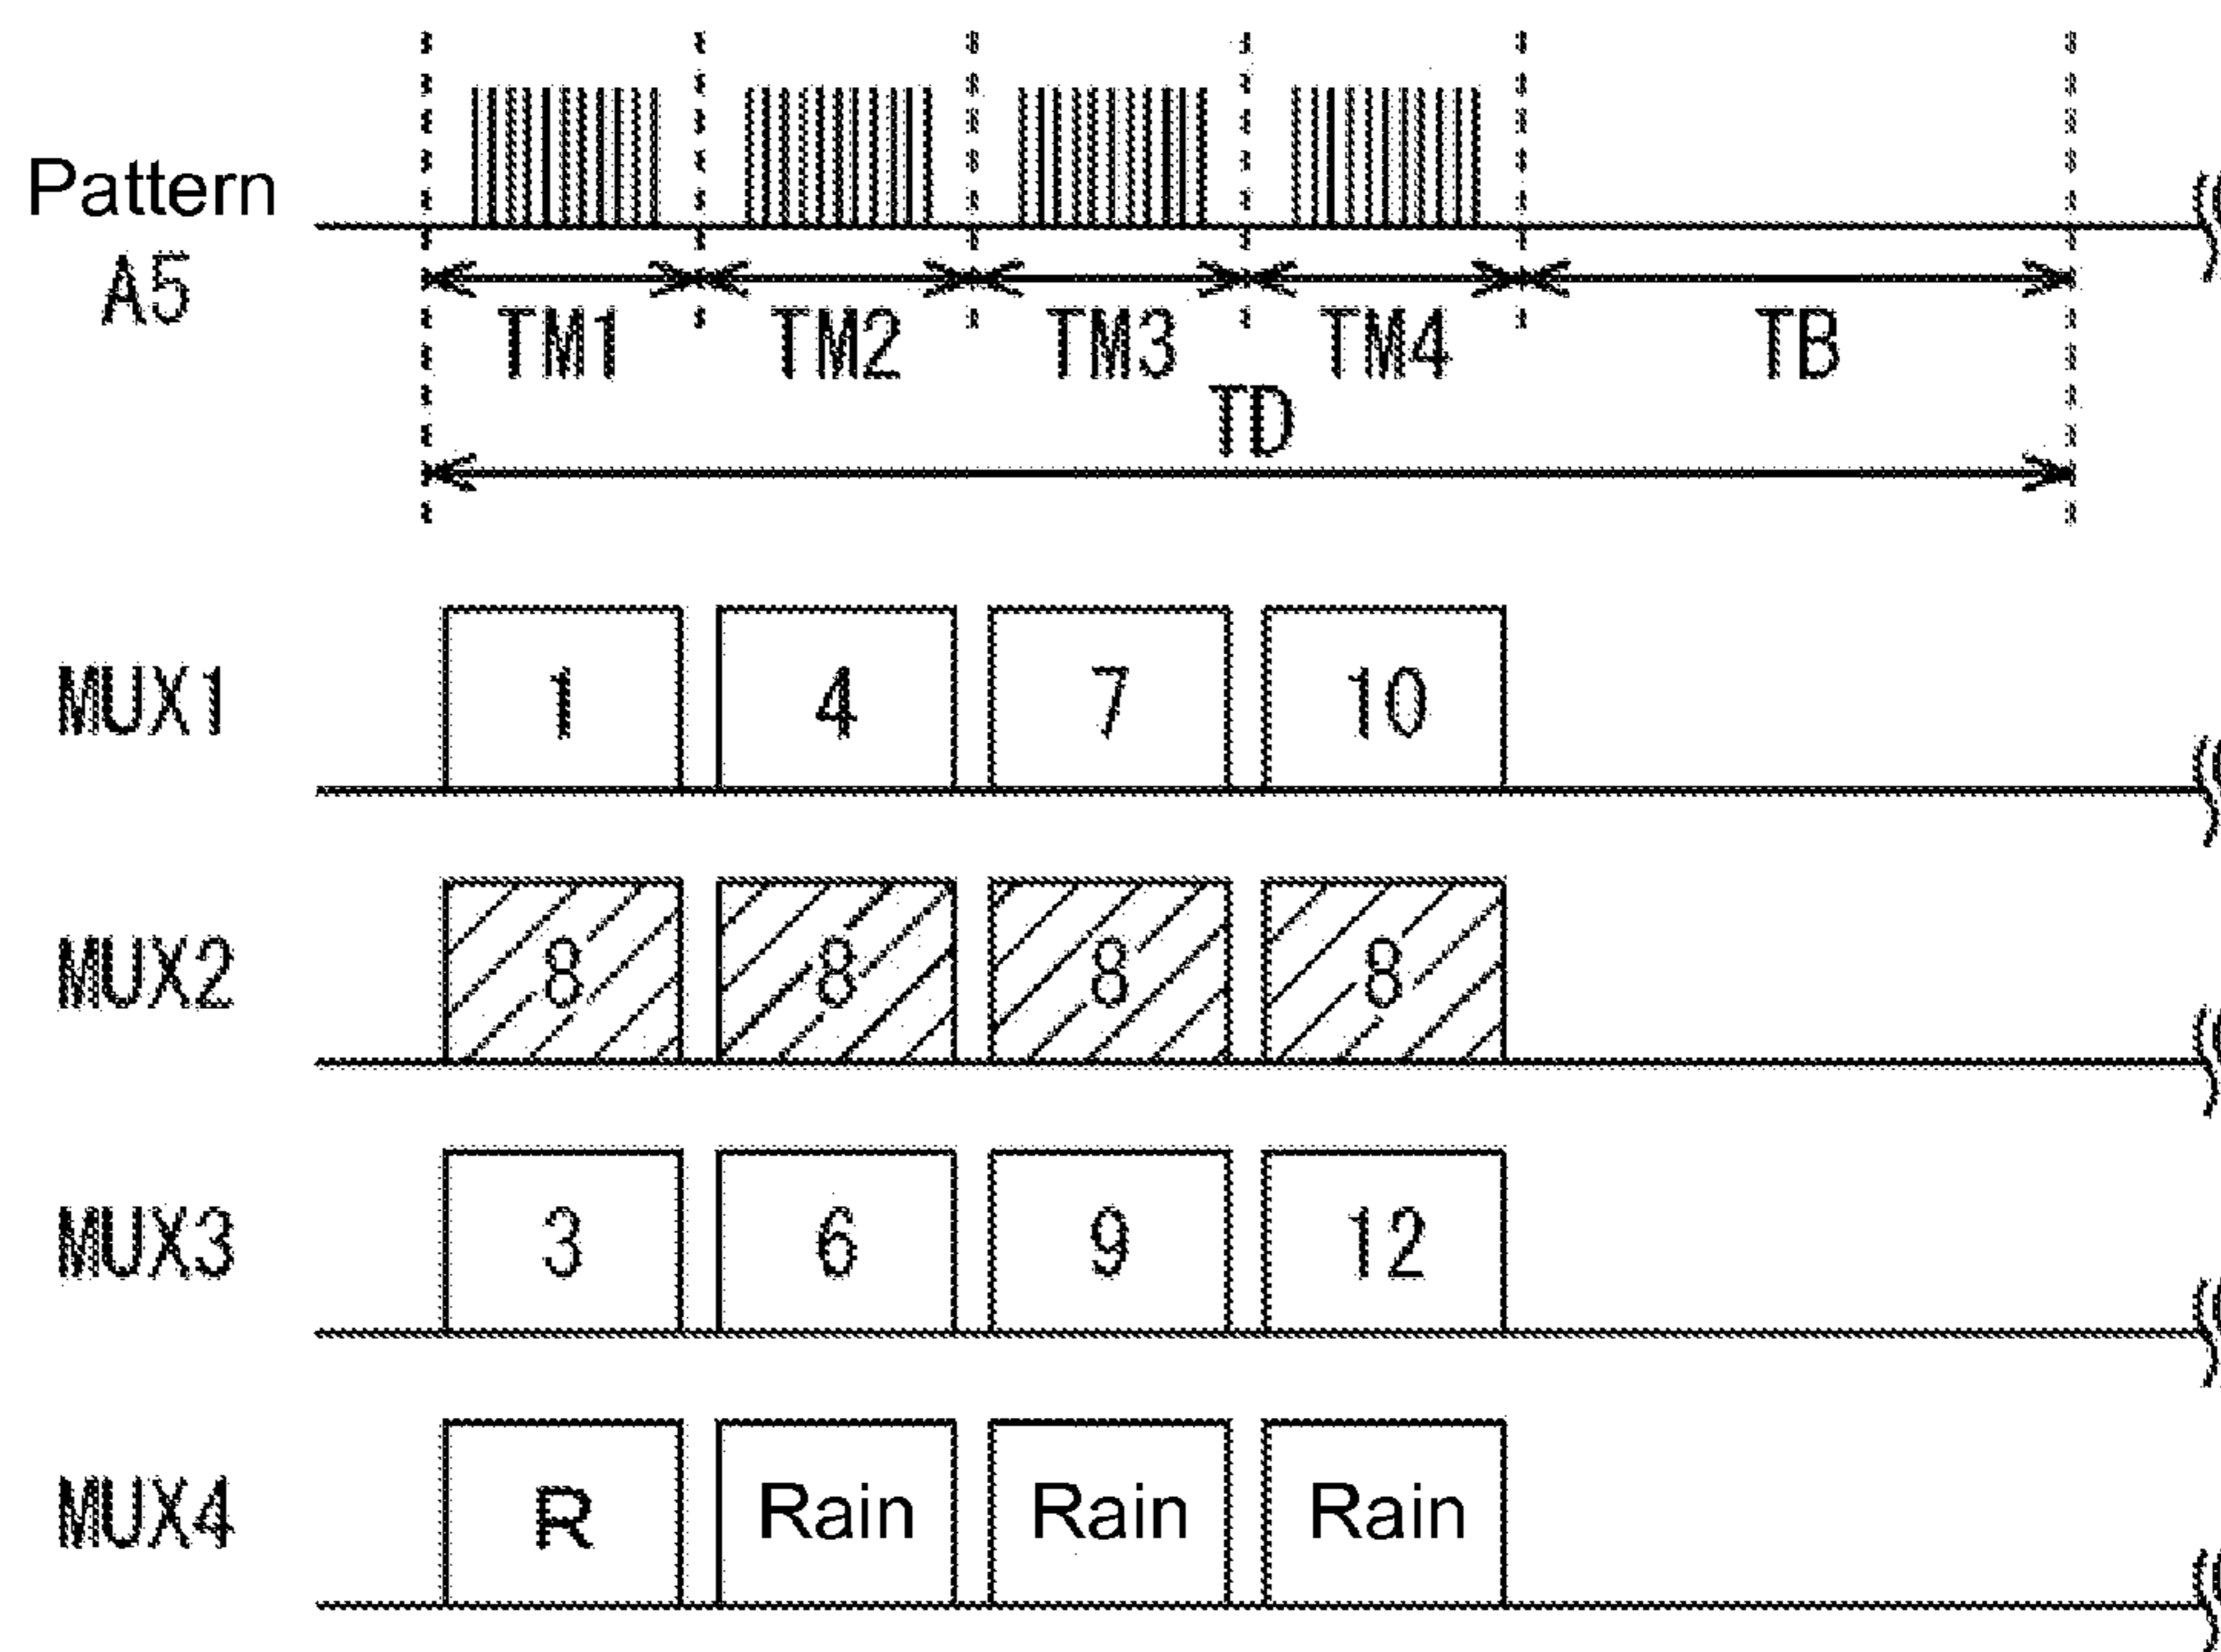 Pattern
A5
TM1 TM2 TM3 TM4 TB
TD
MUX1 1 4 7 10
MUX2 8 8 8 8
MUX3 3 6 9 12
MUX4 R Rain Rain Rain